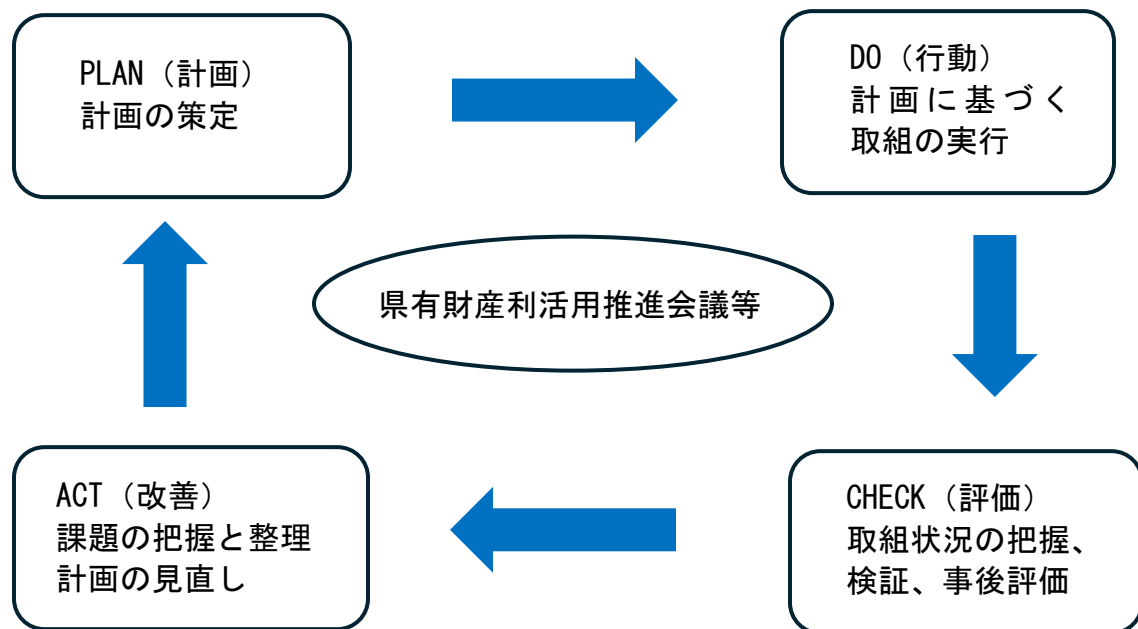 PLAN（計画）
計画の策定
DO（行動）
計画に基づく
取組の実行
県有財産利活用推進会議等
ACT（改善）
課題の把握と整理
計画の見直し
CHECK（評価）
取組状況の把握、
検証、事後評価